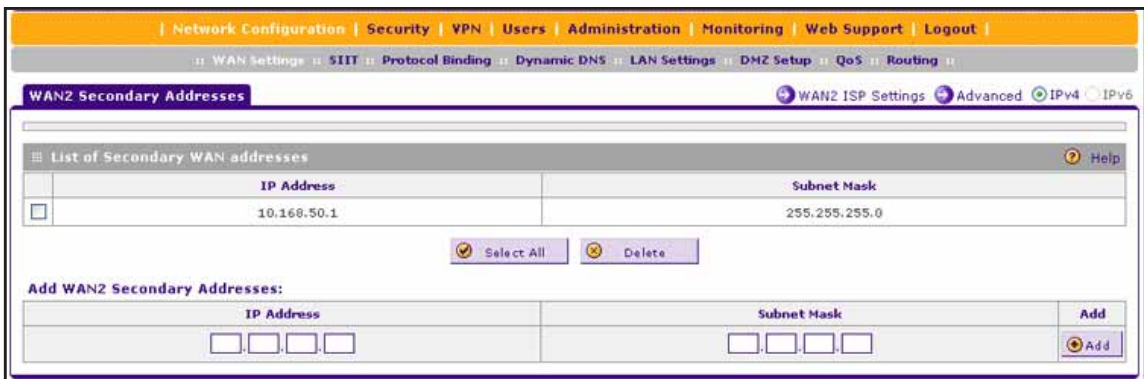 | Network Configuration | Security | VPN | Users | Administration | Monitoring | Web Support | Logout |
:: WAN Settings :: SIIT :: Protocol Binding :: Dynamic DNS :: LAN Settings :: DMZ Setup :: QoS :: Routing ::
WAN2 Secondary Addresses WAN2 ISP Settings Advanced IPv4 IPv6
List of Secondary WAN addresses Help
IP Address Subnet Mask
10.168.50.1 255.255.255.0
Select All Delete
Add WAN2 Secondary Addresses:
IP Address Subnet Mask Add
. . . . . . Add